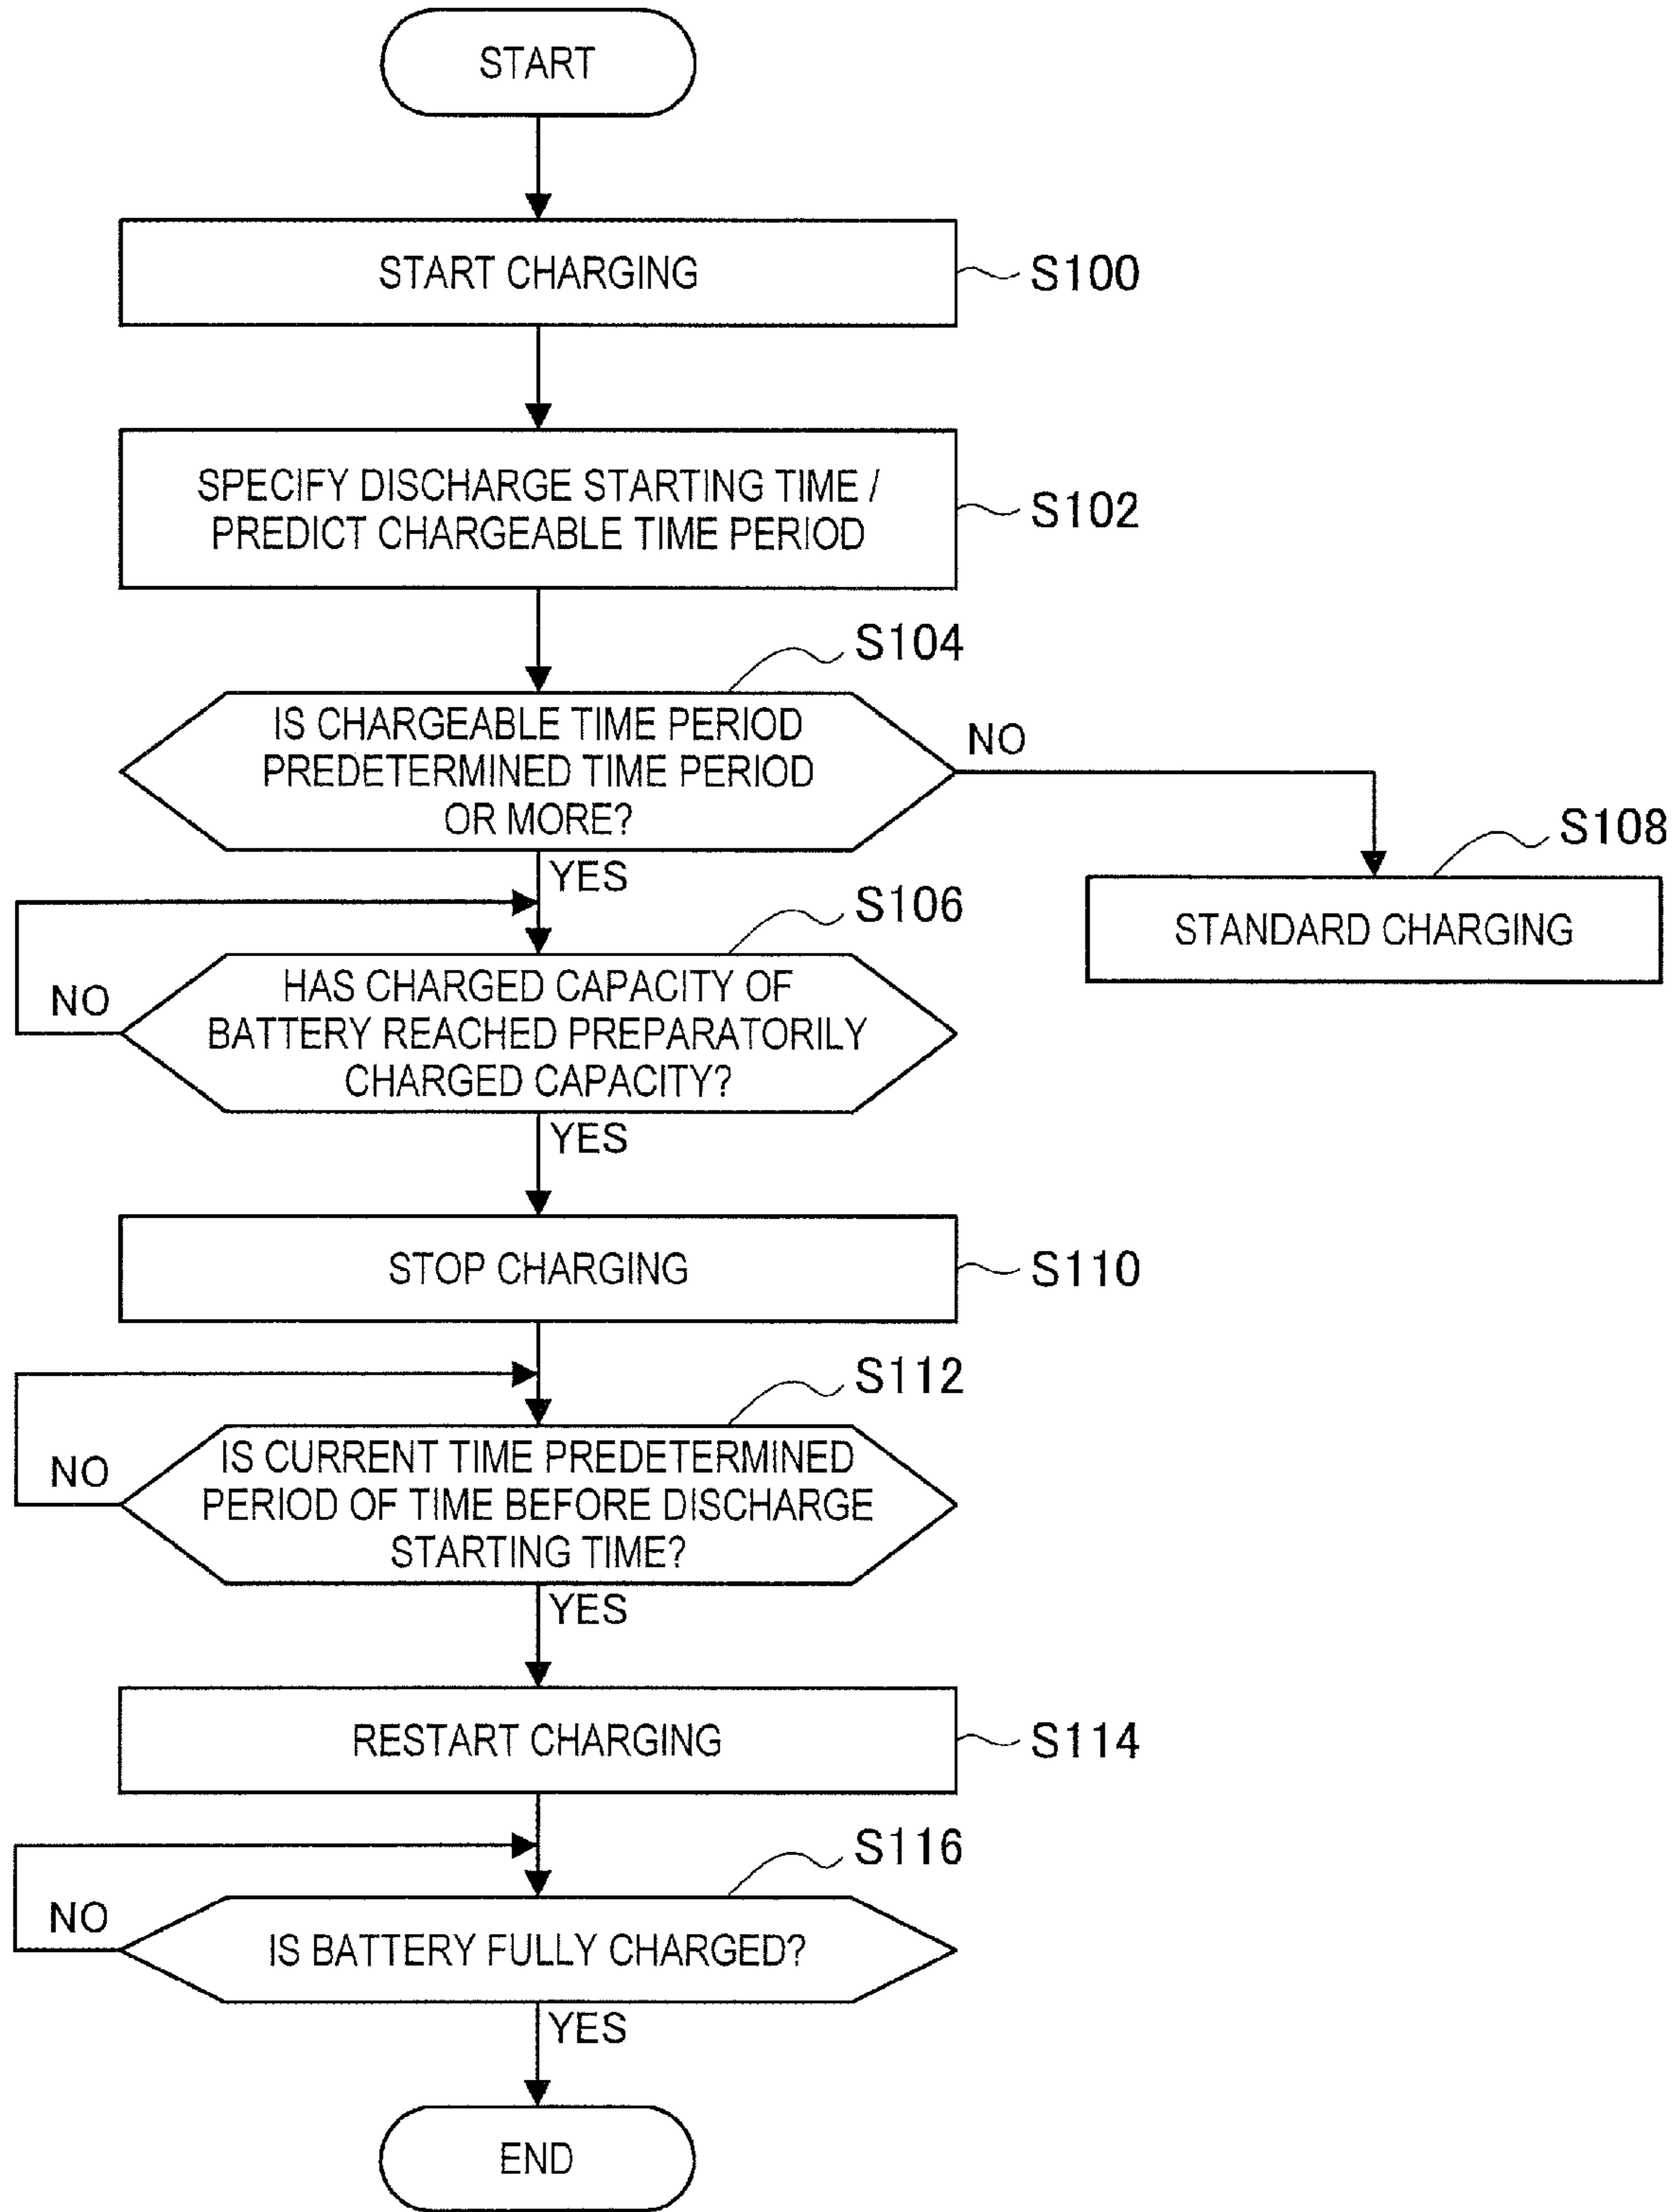 START
START CHARGING
S100
SPECIFY DISCHARGE STARTING TIME /
PREDICT CHARGEABLE TIME PERIOD
S102
S104
IS CHARGEABLE TIME PERIOD
PREDETERMINED TIME PERIOD
OR MORE?
NO
YES
S108
STANDARD CHARGING
S106
HAS CHARGED CAPACITY OF
BATTERY REACHED PREPARATORILY
CHARGED CAPACITY?
NO
YES
STOP CHARGING
S110
S112
IS CURRENT TIME PREDETERMINED
PERIOD OF TIME BEFORE DISCHARGE
STARTING TIME?
NO
YES
RESTART CHARGING
S114
S116
IS BATTERY FULLY CHARGED?
NO
YES
END